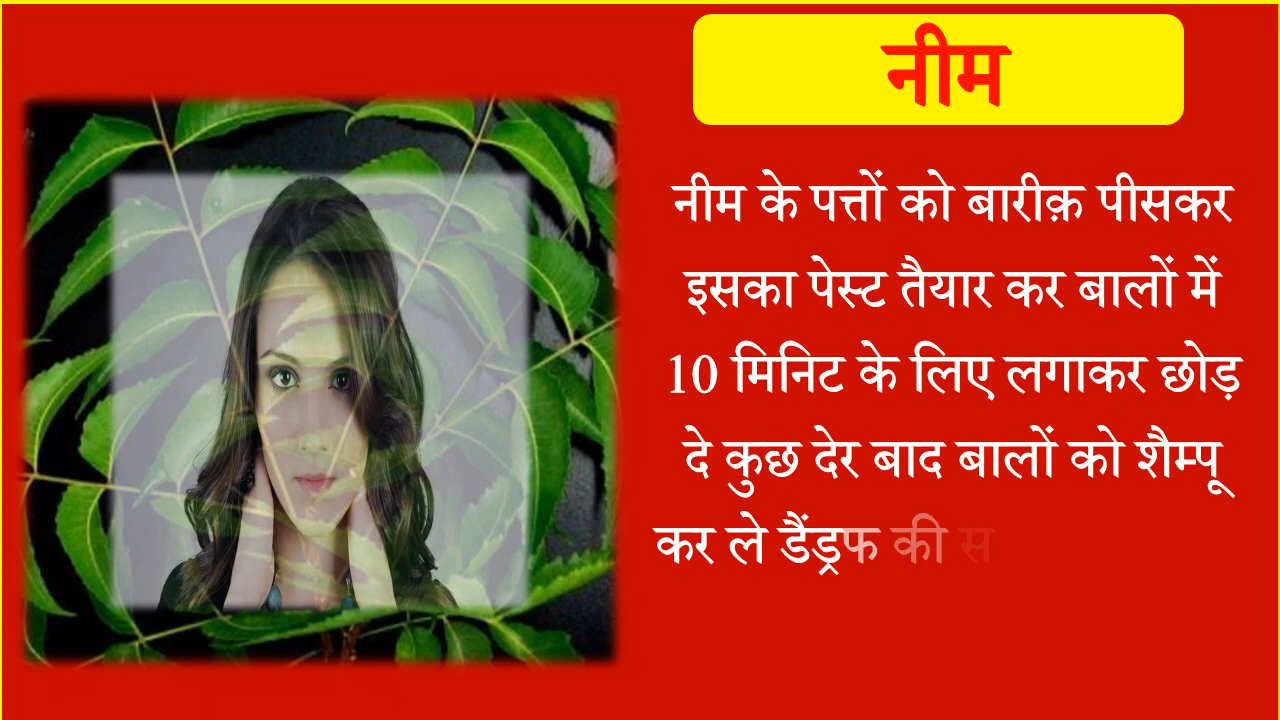 नीम
नीम के पत्तों को बारीक़ पीसकर
इसका पेस्ट तैयार कर बालों में
10 मिनिट के लिए लगाकर छोड़
दे कुछ देर बाद बालों को शैम्पू
कर ले डैंड्रफ की स